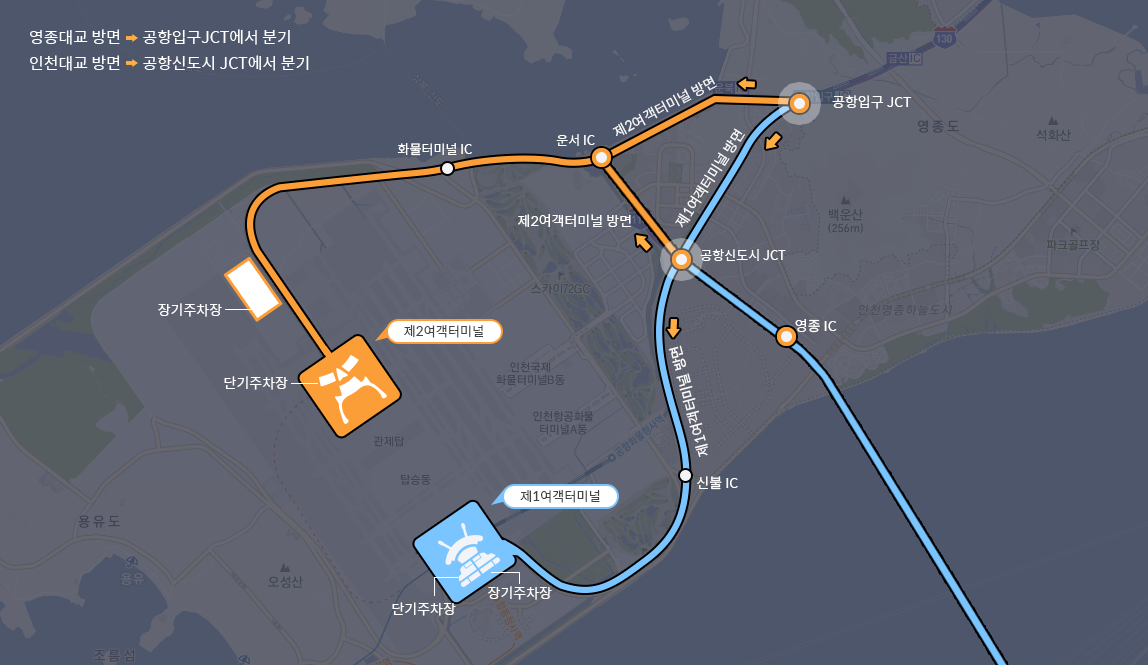 영종대교 방면 ➡ 공항입구JCT에서 분기
인천대교 방면 ➡ 공항신도시 JCT에서 분기
130
금산IC
제2여객터미널 방면
공항입구 JCT
영종도
석화산
운서 IC
화물터미널 IC
제1여객터미널 방면
백운산
(256m)
제2여객터미널 방면
파크골프장
공항신도시 JCT
스카이72GC
장기주차장
인천영종하늘도시
영종 IC
제2여객터미널
제1여객터미널 방면
인천국제
화물터미널B동
단기주차장
인천항공화물
터미널A동
관제탑
탑승동
신불 IC
제1여객터미널
용유도
용유
오성산
장기주차장
단기주차장
조름섬